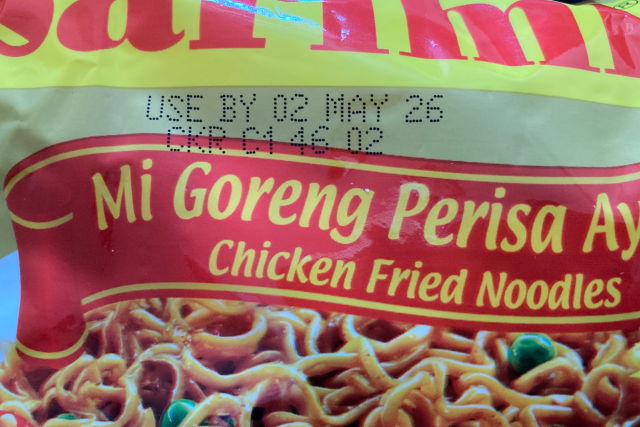 USE BY 02 MAY 26
CKR C1 46 02
Mi Goreng Perisa Ay
Chicken Fried Noodles